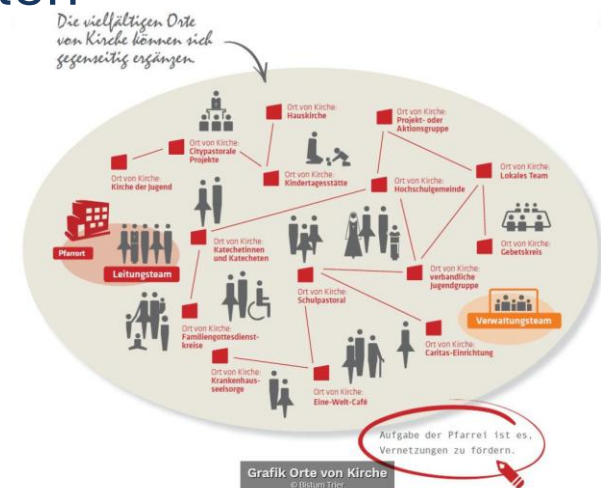 Die vielfältigen Orte
von Kirche können sich
gegenseitig ergänzen.
Ort von Kirche:
Hauskirche
Ort von Kirche:
Projekt- oder
Aktionsgruppe
Ort von Kirche:
Citypastorale
Projekte
Ort von Kirche:
Kirche der Jugend
Ort von Kirche:
Kindertagesstätte
Ort von Kirche:
Hochschulgemeinde
Ort von Kirche:
Lokales Team
Pfarrort
Leitungsteam
Ort von Kirche:
Katechetinnen
und Katecheten
Ort von Kirche:
Gebetskreis
Ort von Kirche:
Schulpastoral
Ort von Kirche:
verbandliche
Jugendgruppe
Ort von Kirche:
Familiengottesdienst-
kreise
Verwaltungsteam
Ort von Kirche:
Caritas-Einrichtung
Ort von Kirche:
Krankenhaus-
seelsorge
Ort von Kirche:
Eine-Welt-Café
Aufgabe der Pfarrei ist es,
Vernetzungen zu fördern.
Grafik Orte von Kirche
© Bistum Trier